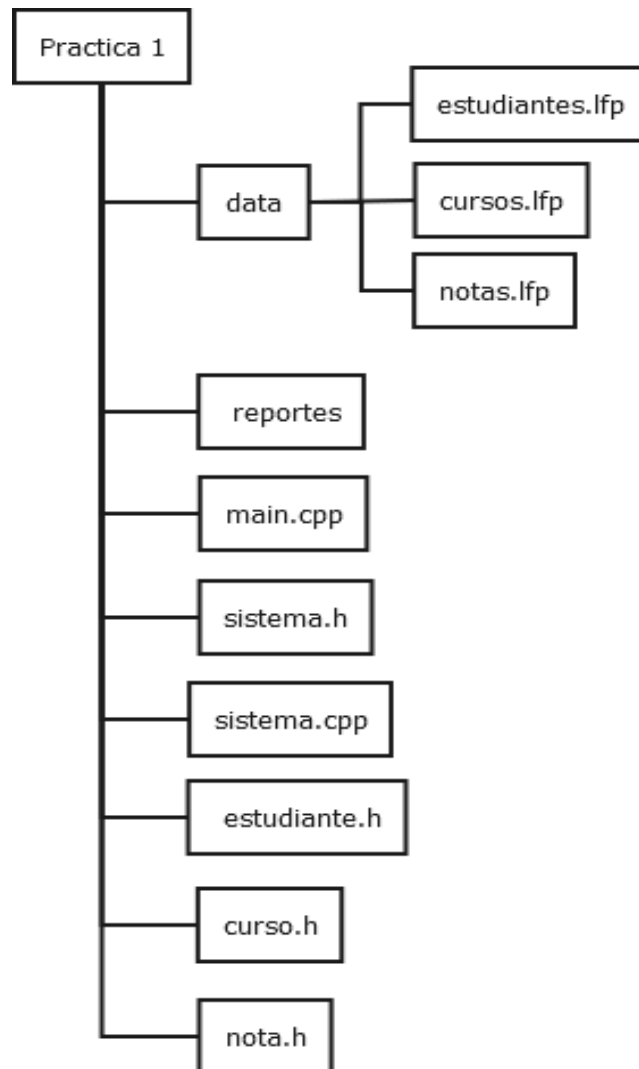 Practica 1
estudiantes.lfp
data
cursos.lfp
notas.lfp
reportes
main.cpp
sistema.h
sistema.cpp
estudiante.h
curso.h
nota.h